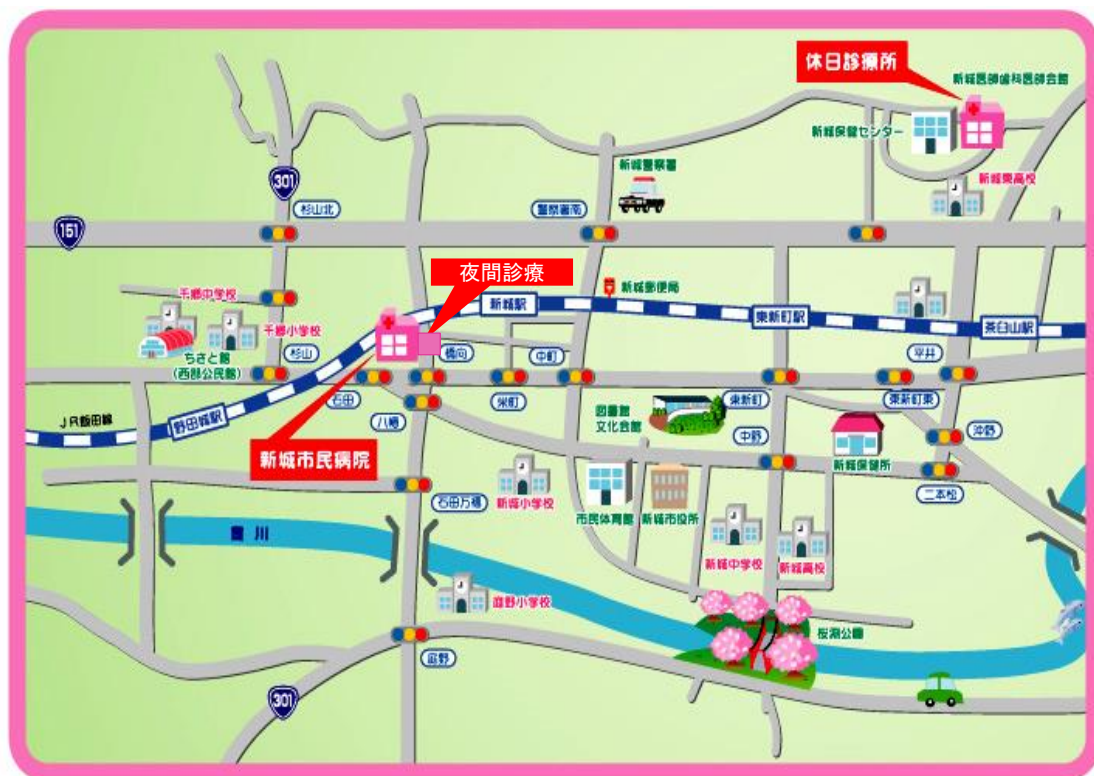 休日診療所
新城医師歯科医師会館
新城保健センター
新城東高校
新城警察署
301
杉山北
警察署南
151
夜間診療
千郷中学校
新城駅
新城郵便局
東新町駅
茶臼山駅
千郷小学校
ちさと館
(西部公民館)
杉山
橋向
中町
平井
石田
栄町
東新町
東新町東
JR飯田線
野田城駅
八幡
図書館
文化会館
中野
新城保健所
沖野
新城市民病院
石田万福
新城小学校
市民体育館
新城市役所
二本松
豊川
新城中学校
新城高校
庭野小学校
桜淵公園
庭野
301